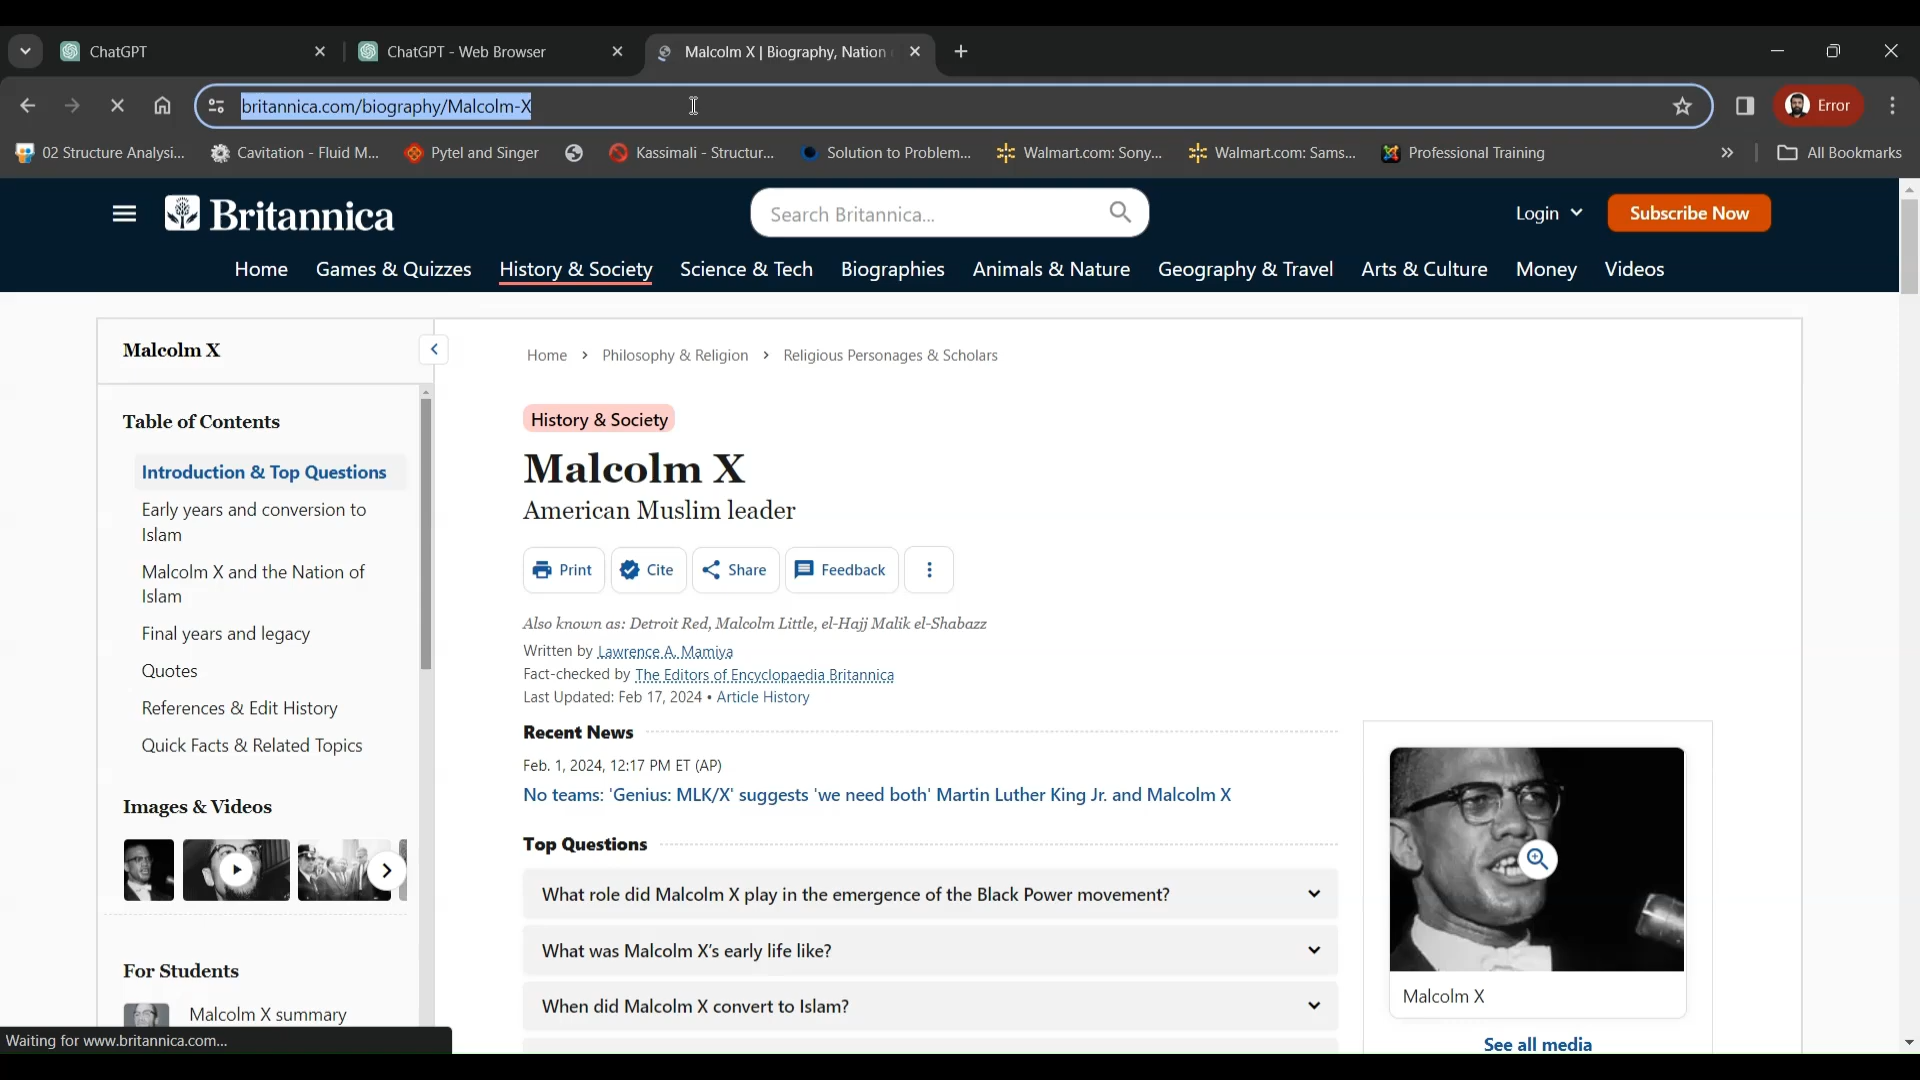 ChatGPT
ChatGPT - Web Browser
Malcolm X | Biography, Nation
britannica.com/biography/Malcolm-X
Error
02 Structure Analysi...
Cavitation - Fluid M...
Pytel and Singer
Kassimali - Structur...
Solution to Problem...
Walmart.com: Sony...
Walmart.com: Sams...
Professional Training
All Bookmarks
Britannica
Search Britannica...
Login
Subscribe Now
Home
Games & Quizzes
History & Society
Science & Tech
Biographies
Animals & Nature
Geography & Travel
Arts & Culture
Money
Videos
Malcolm X
Table of Contents
Introduction & Top Questions
Early years and conversion to
Islam
Malcolm X and the Nation of
Islam
Final years and legacy
Quotes
References & Edit History
Quick Facts & Related Topics
Images & Videos
For Students
Malcolm X summary
Home > Philosophy & Religion > Religious Personages & Scholars
History & Society
Malcolm X
American Muslim leader
Print
Cite
Share
Feedback
Also known as: Detroit Red, Malcolm Little, el-Hajj Malik el-Shabazz
Written by Lawrence A. Mamiya
Fact-checked by The Editors of Encyclopaedia Britannica
Last Updated: Feb 17, 2024 • Article History
Recent News
Feb. 1, 2024, 12:17 PM ET (AP)
No teams: 'Genius: MLK/X' suggests 'we need both' Martin Luther King Jr. and Malcolm X
Top Questions
What role did Malcolm X play in the emergence of the Black Power movement?
What was Malcolm X's early life like?
When did Malcolm X convert to Islam?
Malcolm X
See all media
Waiting for www.britannica.com...